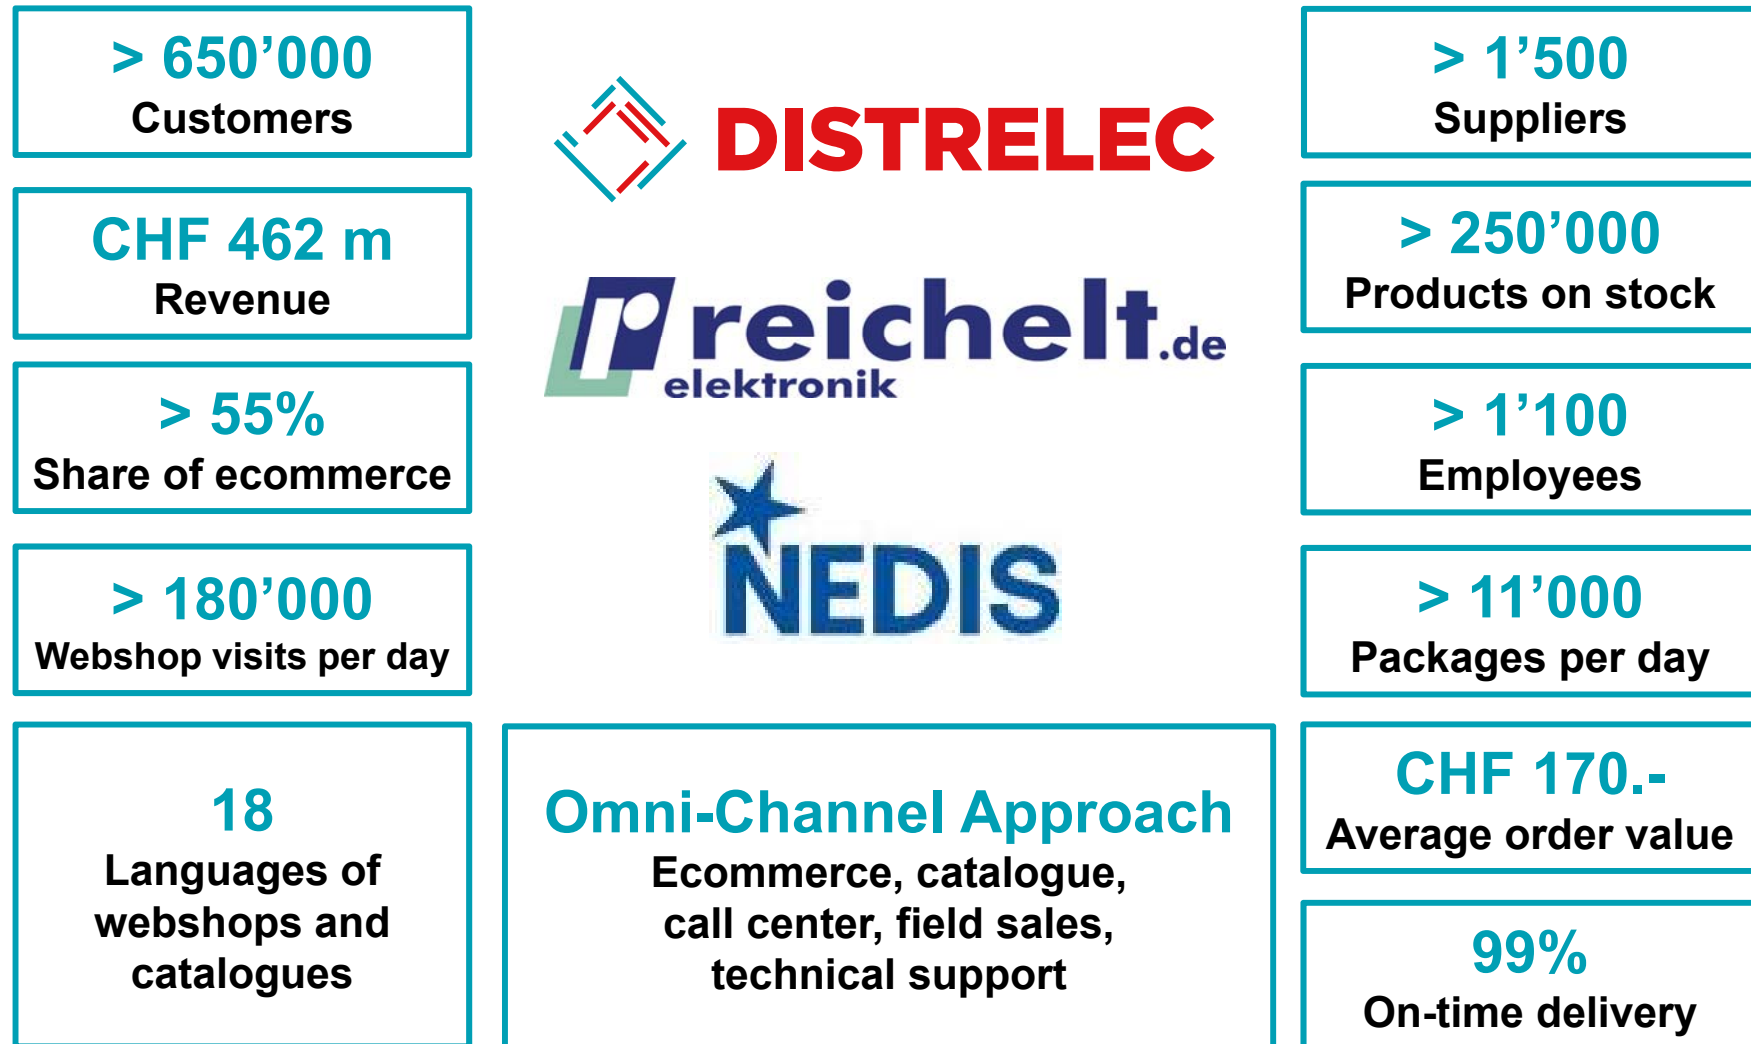 > 650’000
Customers
CHF 462 m
Revenue
> 55%
Share of ecommerce
> 180’000
Webshop visits per day
18
Languages of
webshops and
catalogues
DISTRELEC
reichelt.de
elektronik
NEDIS
Omni-Channel Approach
Ecommerce, catalogue,
call center, field sales,
technical support
> 1’500
Suppliers
> 250’000
Products on stock
> 1’100
Employees
> 11’000
Packages per day
CHF 170.-
Average order value
99%
On-time delivery